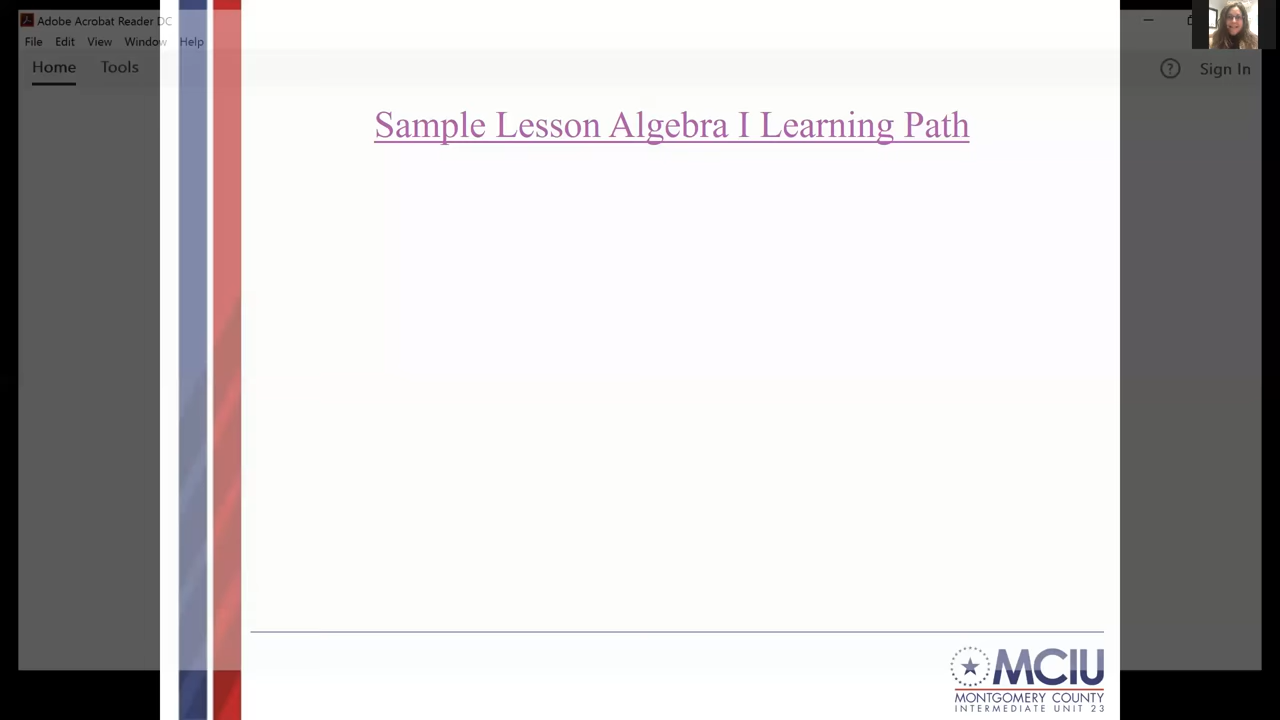 Adobe Acrobat Reader DC
File Edit View Window Help
Home Tools
Sign In
Sample Lesson Algebra I Learning Path
MCIU
MONTGOMERY COUNTY
INTERMEDIATE UNIT 23